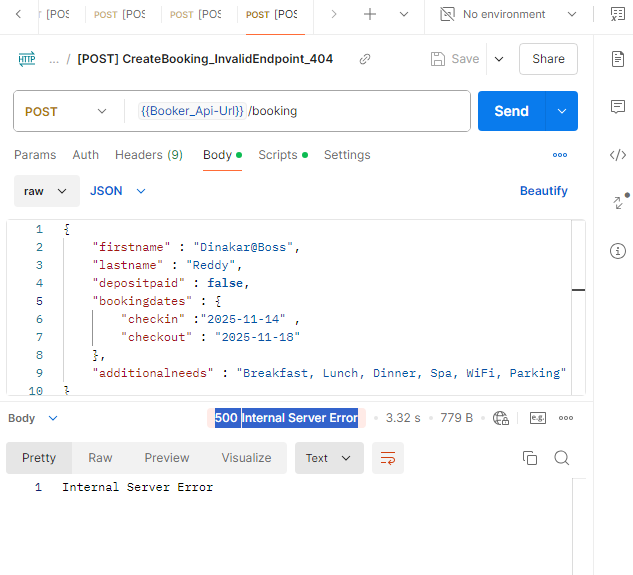 [POS
[POS
[POS
[POS
No environment
HTTP
... / [POST] CreateBooking_InvalidEndpoint_404
Save
Share
POST
{{Booker_Api-Url}} /booking
Send
Params Auth Headers (9) Body Scripts Settings
raw JSON Beautify
1 {
2 "firstname" : "Dinakar@Boss",
3 "lastname" : "Reddy",
4 "depositpaid" : false,
5 "bookingdates" : {
6 "checkin" :"2025-11-14" ,
7 "checkout" : "2025-11-18"
8 },
9 "additionalneeds" : "Breakfast, Lunch, Dinner, Spa, WiFi, Parking"
10 }
Body 500 Internal Server Error • 3.32 s • 779 B e.g.
Pretty Raw Preview Visualize Text
1 Internal Server Error